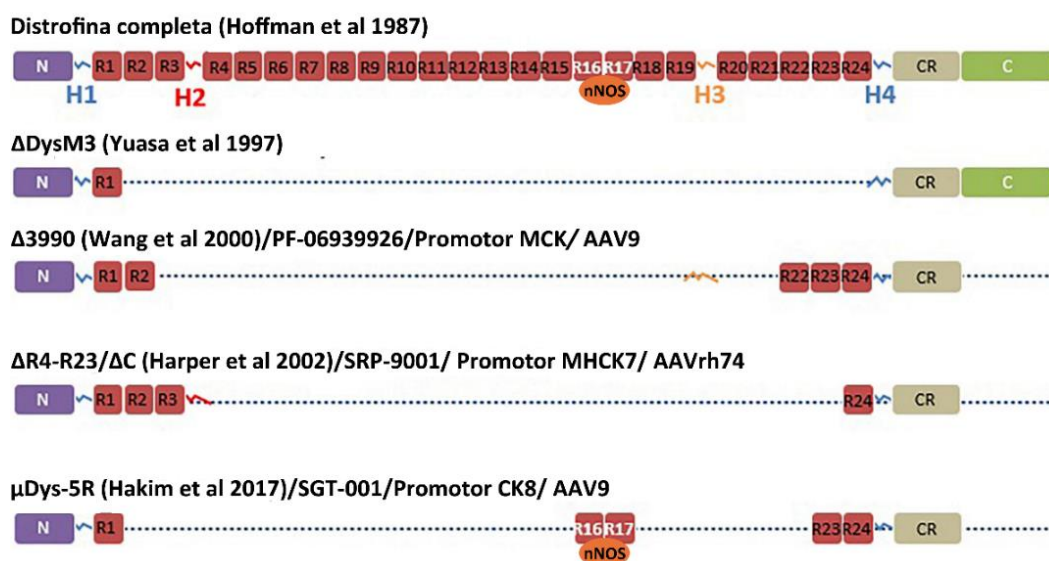 Distrofina completa (Hoffman et al 1987)
N R1 R2 R3 R4 R5 R6 R7 R8 R9 R10 R11 R12 R13 R14 R15 R16 R17 R18 R19 R20 R21 R22 R23 R24 CR C
H1 H2 nNOS H3 H4
ΔDysM3 (Yuasa et al 1997)
N R1 CR C
Δ3990 (Wang et al 2000)/PF-06939926/Promotor MCK/ AAV9
N R1 R2 R22 R23 R24 CR
ΔR4-R23/ΔC (Harper et al 2002)/SRP-9001/ Promotor MHCK7/ AAVrh74
N R1 R2 R3 R24 CR
μDys-5R (Hakim et al 2017)/SGT-001/Promotor CK8/ AAV9
N R1 R16 R17 R23 R24 CR
nNOS